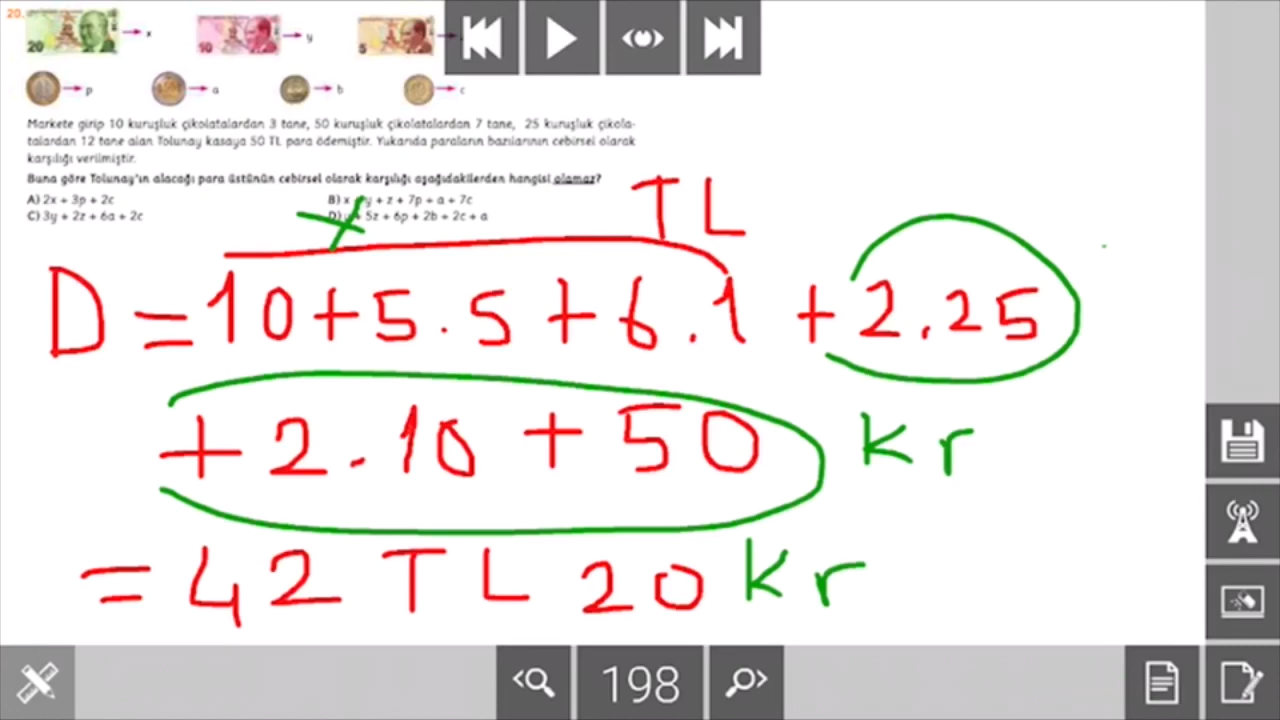 20.
20 x 10 y 5
p a b c
Markete girip 10 kuruşluk çikolatalardan 3 tane, 50 kuruşluk çikolatalardan 7 tane, 25 kuruşluk çikola-
talardan 12 tane alan Tolunay kasaya 50 TL para ödemiştir. Yukarıda paraların bazılarının cebirsel olarak
karşılığı verilmiştir.
Buna göre Tolunay'ın alacağı para üstünün cebirsel olarak karşılığı aşağıdakilerden hangisi olamaz?
A) 2x + 3p + 2c B) x y + z + 7p + a + 7c
C) 3y + 2z + 6a + 2c D) y + 5z + 6p + 2b + 2c + a
TL
D = 10 + 5.5 + 6.1 + 2.25
+ 2.10 + 50 kr
= 42 TL 20 kr
198